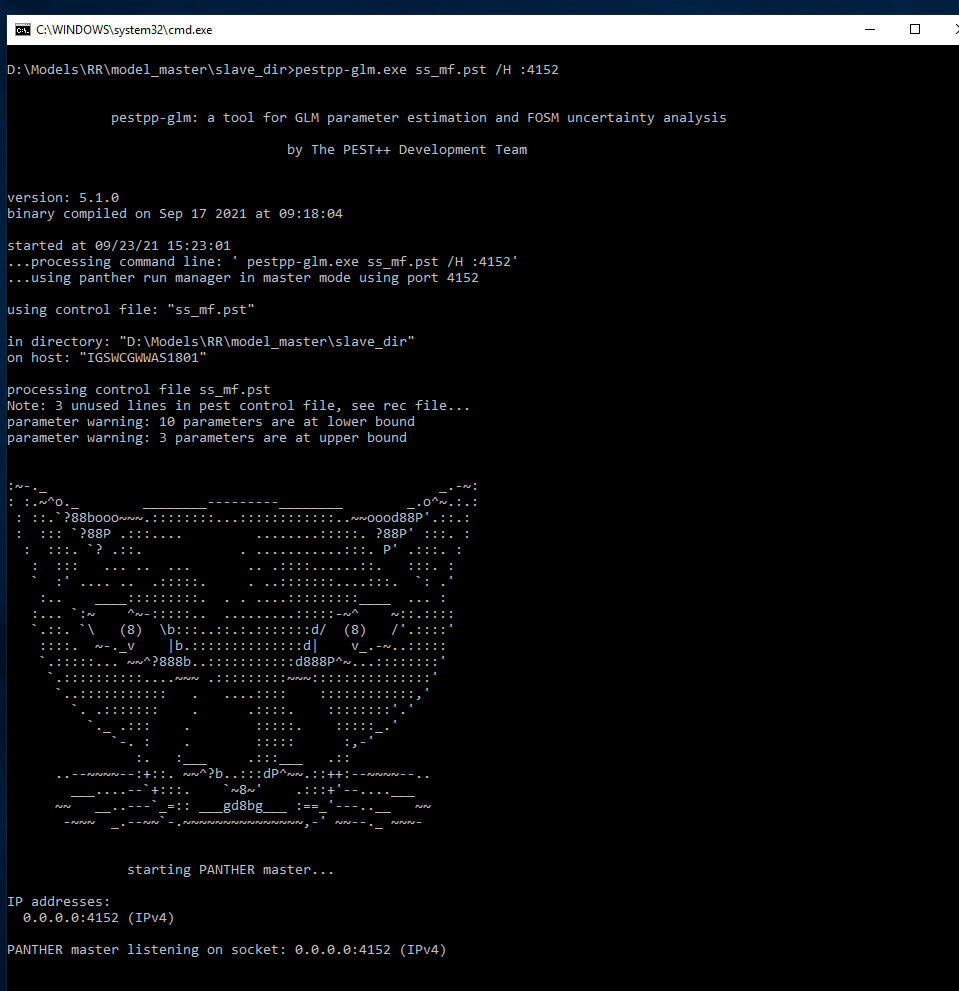 C:\WINDOWS\system32\cmd.exe
D:\Models\RR\model_master\slave_dir>pestpp-glm.exe ss_mf.pst /H :4152
pestpp-glm: a tool for GLM parameter estimation and FOSM uncertainty analysis
by The PEST++ Development Team
version: 5.1.0
binary compiled on Sep 17 2021 at 09:18:04
started at 09/23/21 15:23:01
...processing command line: ' pestpp-glm.exe ss_mf.pst /H :4152'
...using panther run manager in master mode using port 4152
using control file: "ss_mf.pst"
in directory: "D:\Models\RR\model_master\slave_dir"
on host: "IGSWCGWWAS1801"
processing control file ss_mf.pst
Note: 3 unused lines in pest control file, see rec file...
parameter warning: 10 parameters are at lower bound
parameter warning: 3 parameters are at upper bound
starting PANTHER master...
IP addresses:
0.0.0.0:4152 (IPv4)
PANTHER master listening on socket: 0.0.0.0:4152 (IPv4)